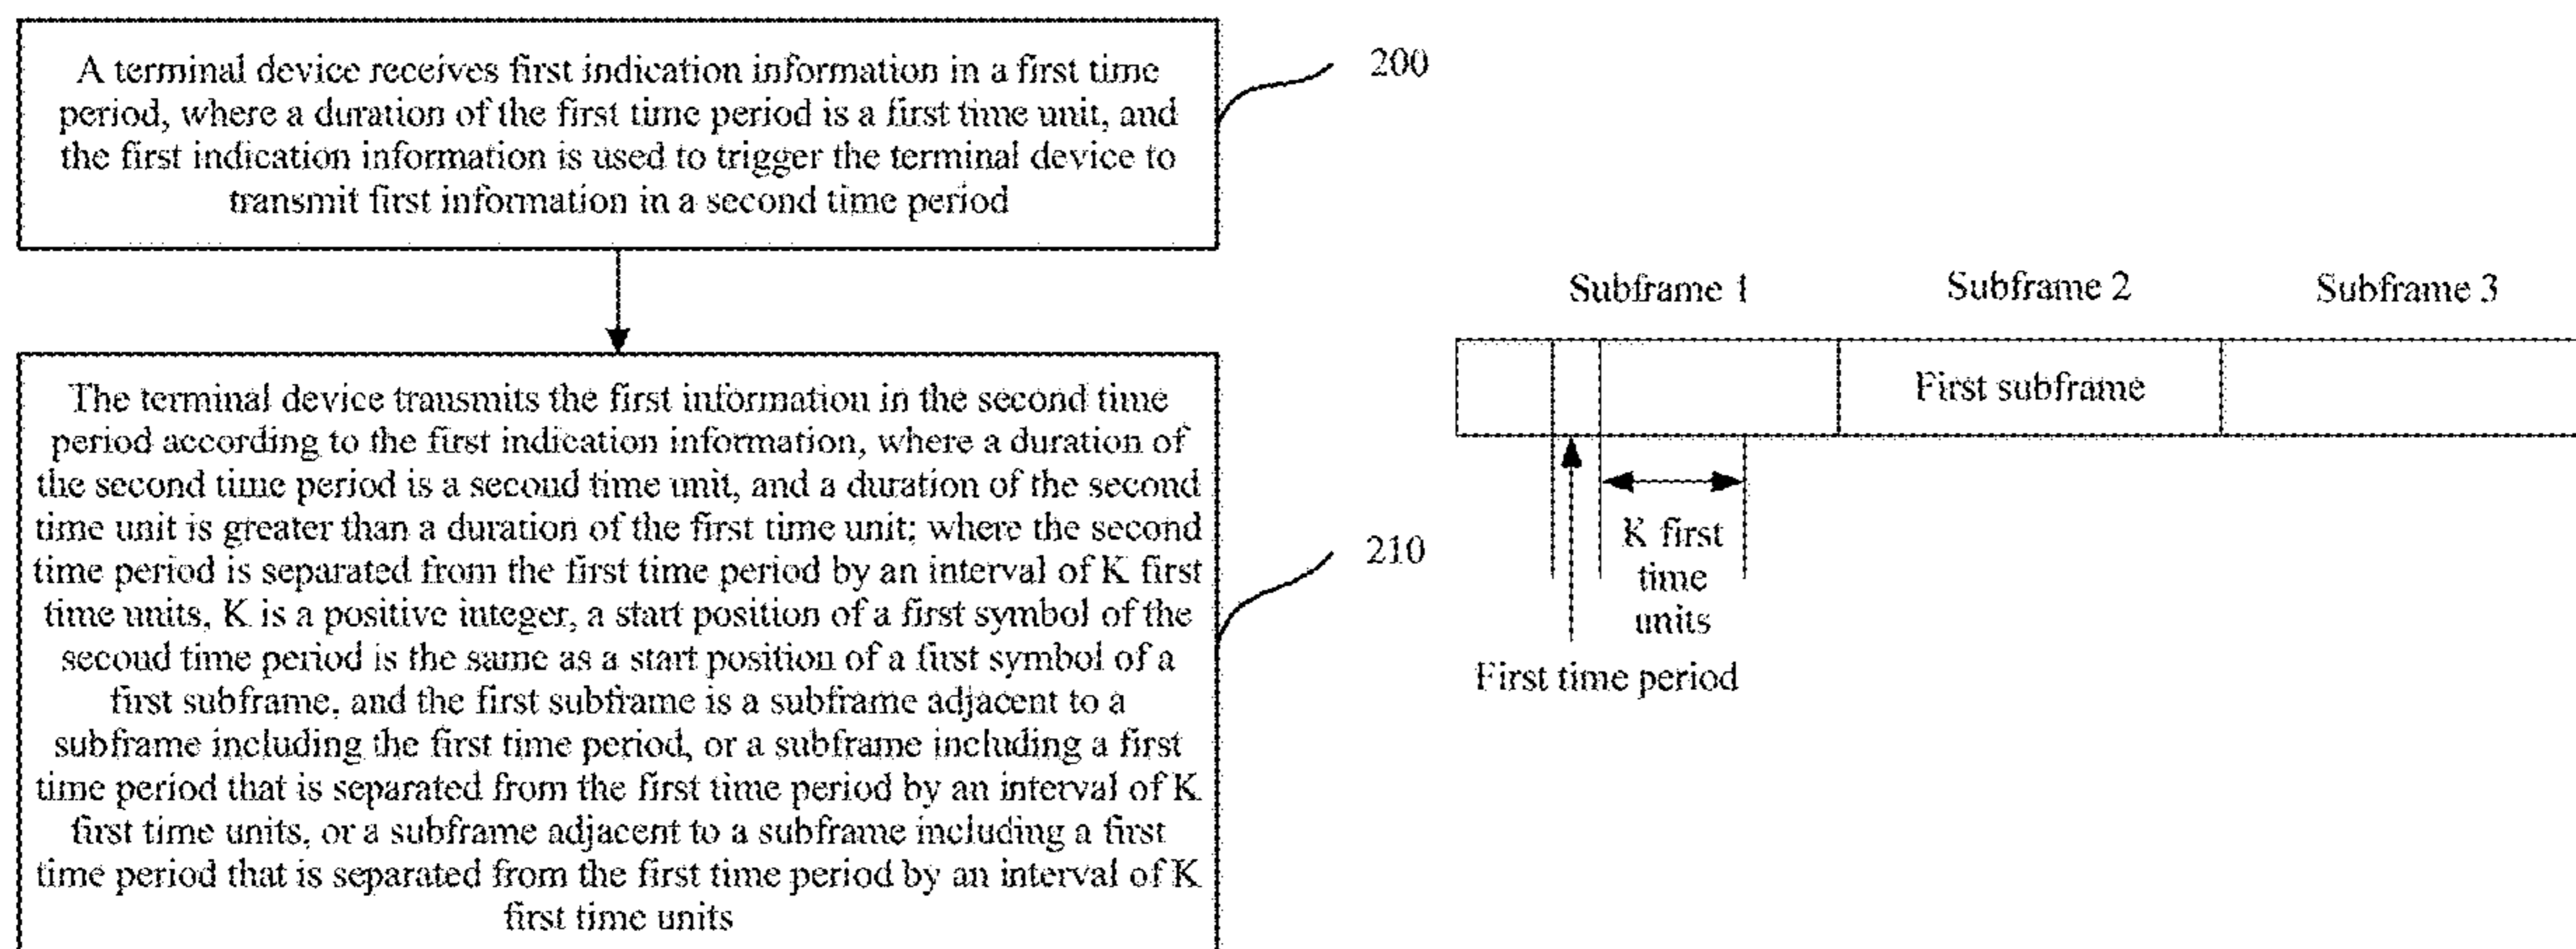 A terminal device receives first indication information in a first time
period, where a duration of the first time period is a first time unit, and
the first indication information is used to trigger the terminal device to
transmit first information in a second time period
200
The terminal device transmits the first information in the second time
period according to the first indication information, where a duration of
the second time period is a second time unit, and a duration of the second
time unit is greater than a duration of the first time unit; where the second
time period is separated from the first time period by an interval of K first
time units, K is a positive integer, a start position of a first symbol of the
second time period is the same as a start position of a first symbol of a
first subframe, and the first subframe is a subframe adjacent to a
subframe including the first time period, or a subframe including a first
time period that is separated from the first time period by an interval of K
first time units, or a subframe adjacent to a subframe including a first
time period that is separated from the first time period by an interval of K
first time units
210
Subframe 1
Subframe 2
Subframe 3
First subframe
K first
time
units
First time period